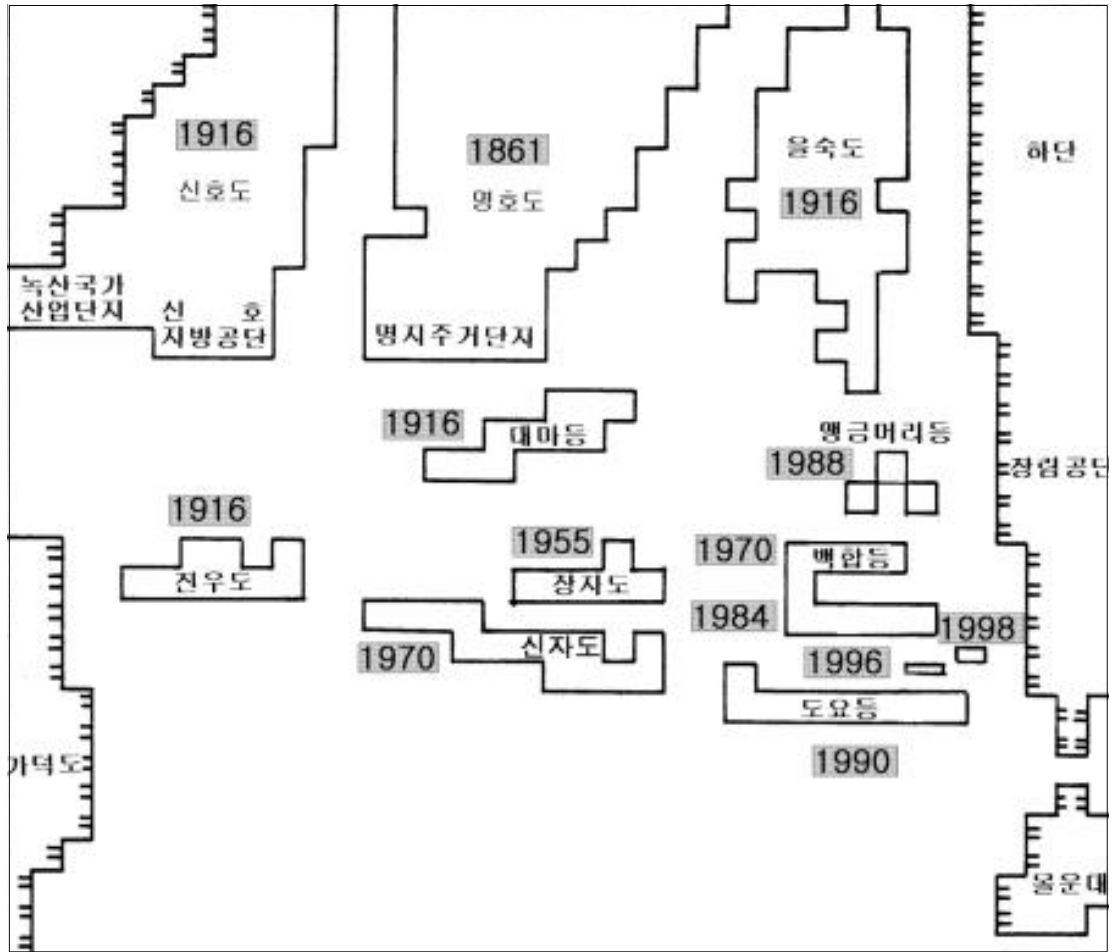 1916
신호도
1861
명호도
을숙도
1916
하단
녹산국가
산업단지
신 호
지방공단
명지주거단지
1916
대마등
맹금머리등
1988
장림공단
1916
진우도
1955
장자도
1970
백합등
1984
1970
신자도
1998
1996
도요등
1990
가덕도
몰운대